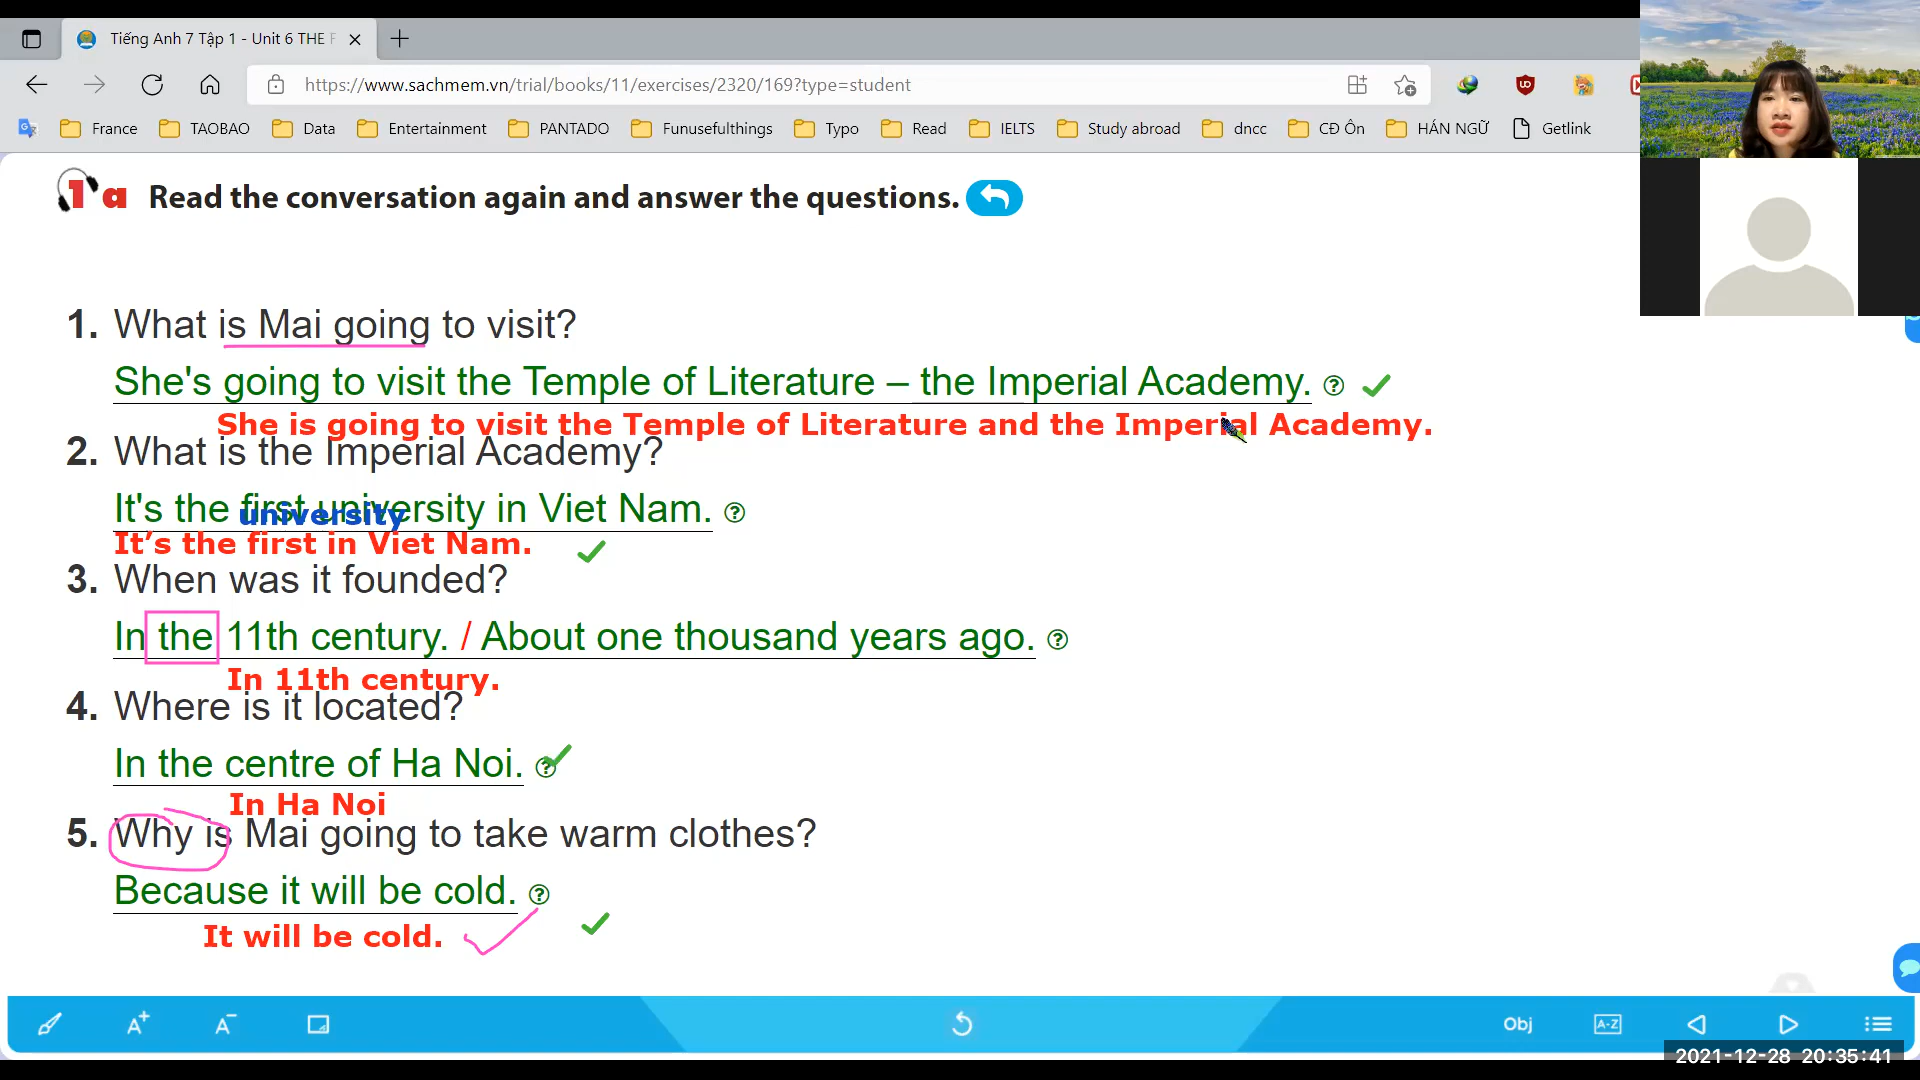 Tiếng Anh 7 Tập 1 - Unit 6 THE F
https://www.sachmem.vn/trial/books/11/exercises/2320/169?type=student
France TAOBAO Data Entertainment PANTADO Funusefulthings Typo Read IELTS Study abroad dncc CĐ Ôn HÁN NGỮ Getlink
1 a Read the conversation again and answer the questions.
1. What is Mai going to visit?
She's going to visit the Temple of Literature – the Imperial Academy.
She is going to visit the Temple of Literature and the Imperial Academy.
2. What is the Imperial Academy?
It's the first university in Viet Nam.
university
It’s the first in Viet Nam.
3. When was it founded?
In the 11th century. / About one thousand years ago.
In 11th century.
4. Where is it located?
In the centre of Ha Noi.
In Ha Noi
5. Why is Mai going to take warm clothes?
Because it will be cold.
It will be cold.
A+ A- Obj A-Z
2021-12-28 20:35:41